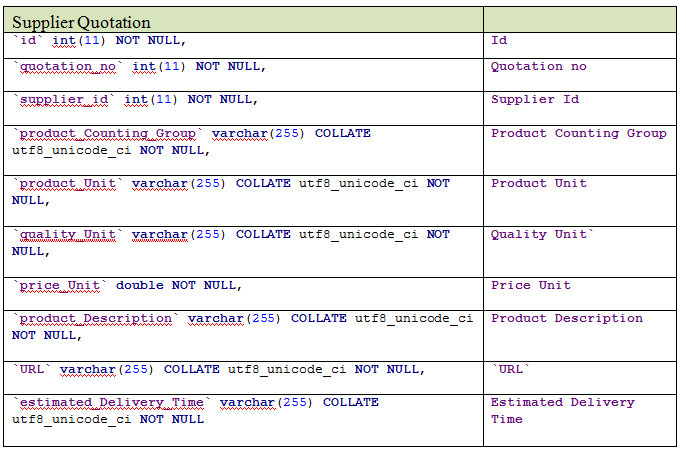 Supplier Quotation
`id` int(11) NOT NULL,
Id
`quotation_no` int(11) NOT NULL,
Quotation no
`supplier_id` int(11) NOT NULL,
Supplier Id
`product_Counting_Group` varchar(255) COLLATE
utf8_unicode_ci NOT NULL,
Product Counting Group
`product_Unit` varchar(255) COLLATE utf8_unicode_ci NOT
NULL,
Product Unit
`quality_Unit` varchar(255) COLLATE utf8_unicode_ci NOT
NULL,
Quality Unit`
`price_Unit` double NOT NULL,
Price Unit
`product_Description` varchar(255) COLLATE utf8_unicode_ci
NOT NULL,
Product Description
`URL` varchar(255) COLLATE utf8_unicode_ci NOT NULL,
`URL`
`estimated_Delivery_Time` varchar(255) COLLATE
utf8_unicode_ci NOT NULL
Estimated Delivery
Time